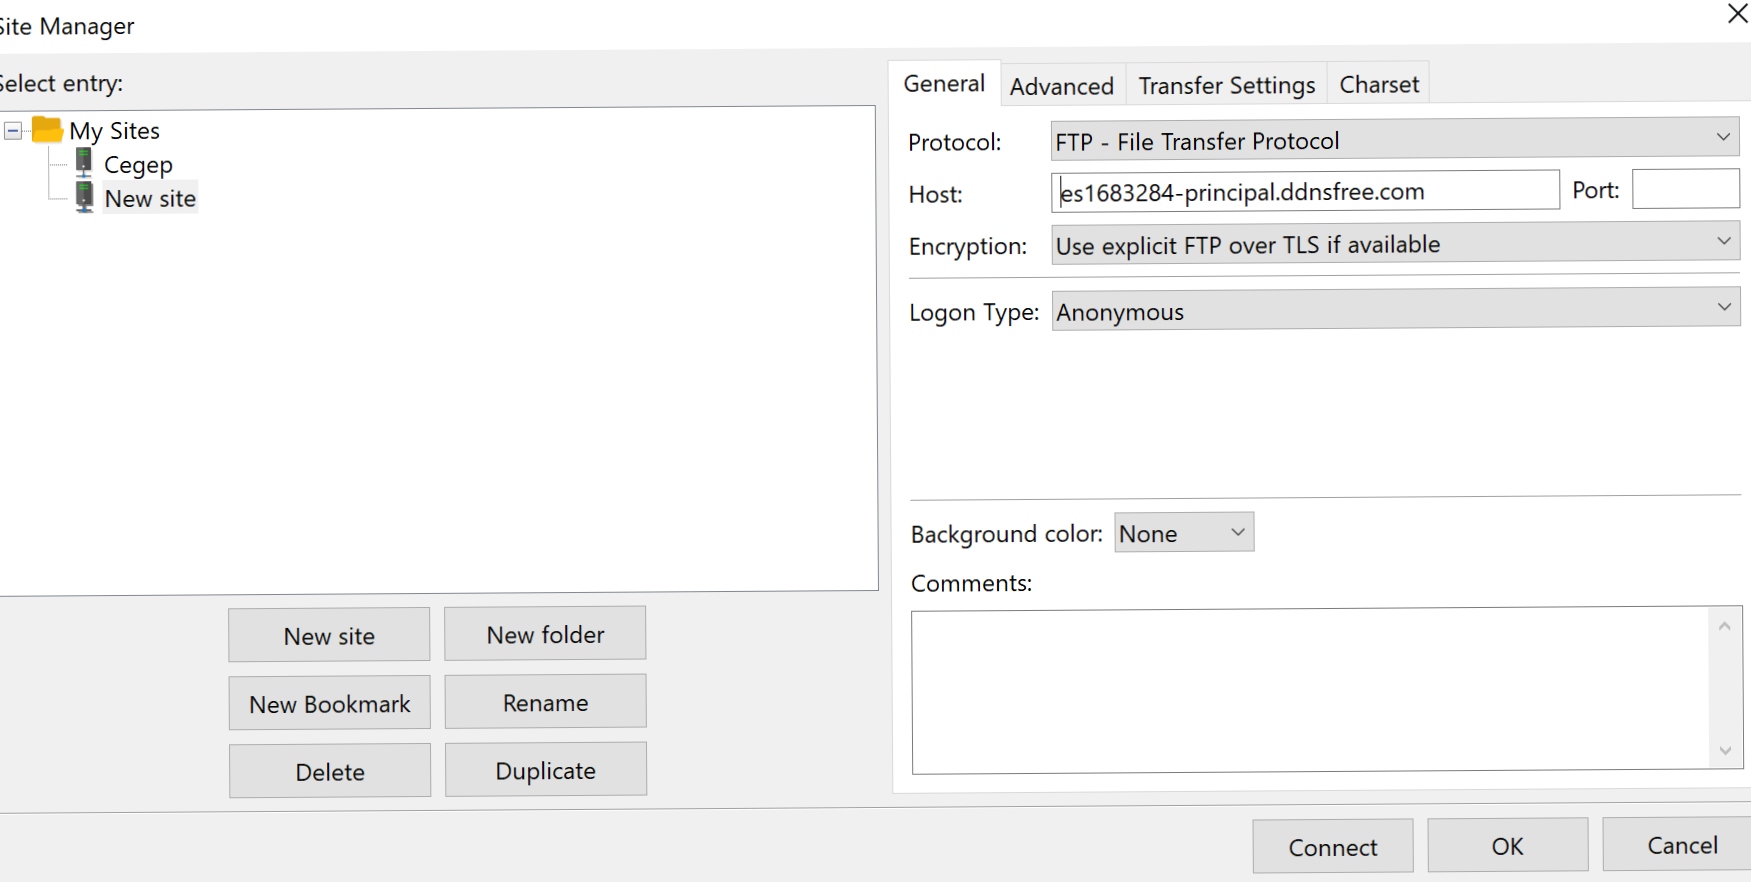 Site Manager
Select entry:
My Sites
Cegep
New site
New site
New folder
New Bookmark
Rename
Delete
Duplicate
General
Advanced
Transfer Settings
Charset
Protocol:
FTP - File Transfer Protocol
Host:
es1683284-principal.ddnsfree.com
Port:
Encryption:
Use explicit FTP over TLS if available
Logon Type:
Anonymous
Background color:
None
Comments:
Connect
OK
Cancel